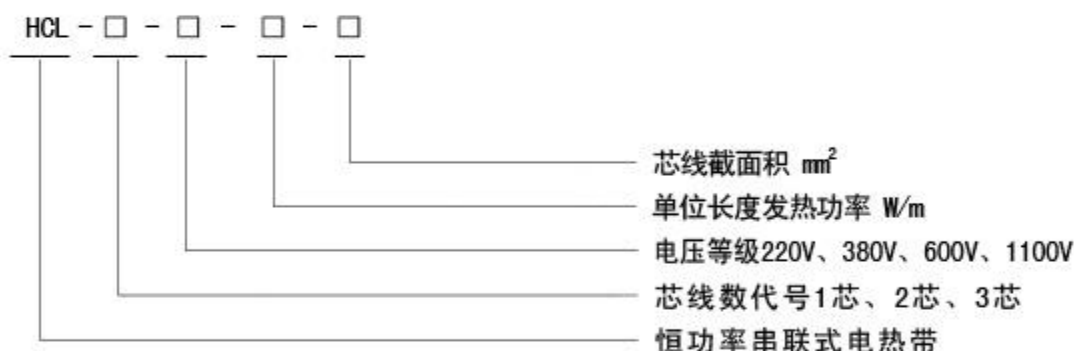 HCL-□-□-□-□
芯线截面积 mm²
单位长度发热功率 W/m
电压等级220V、380V、600V、1100V
芯线数代号1芯、2芯、3芯
恒功率串联式电热带